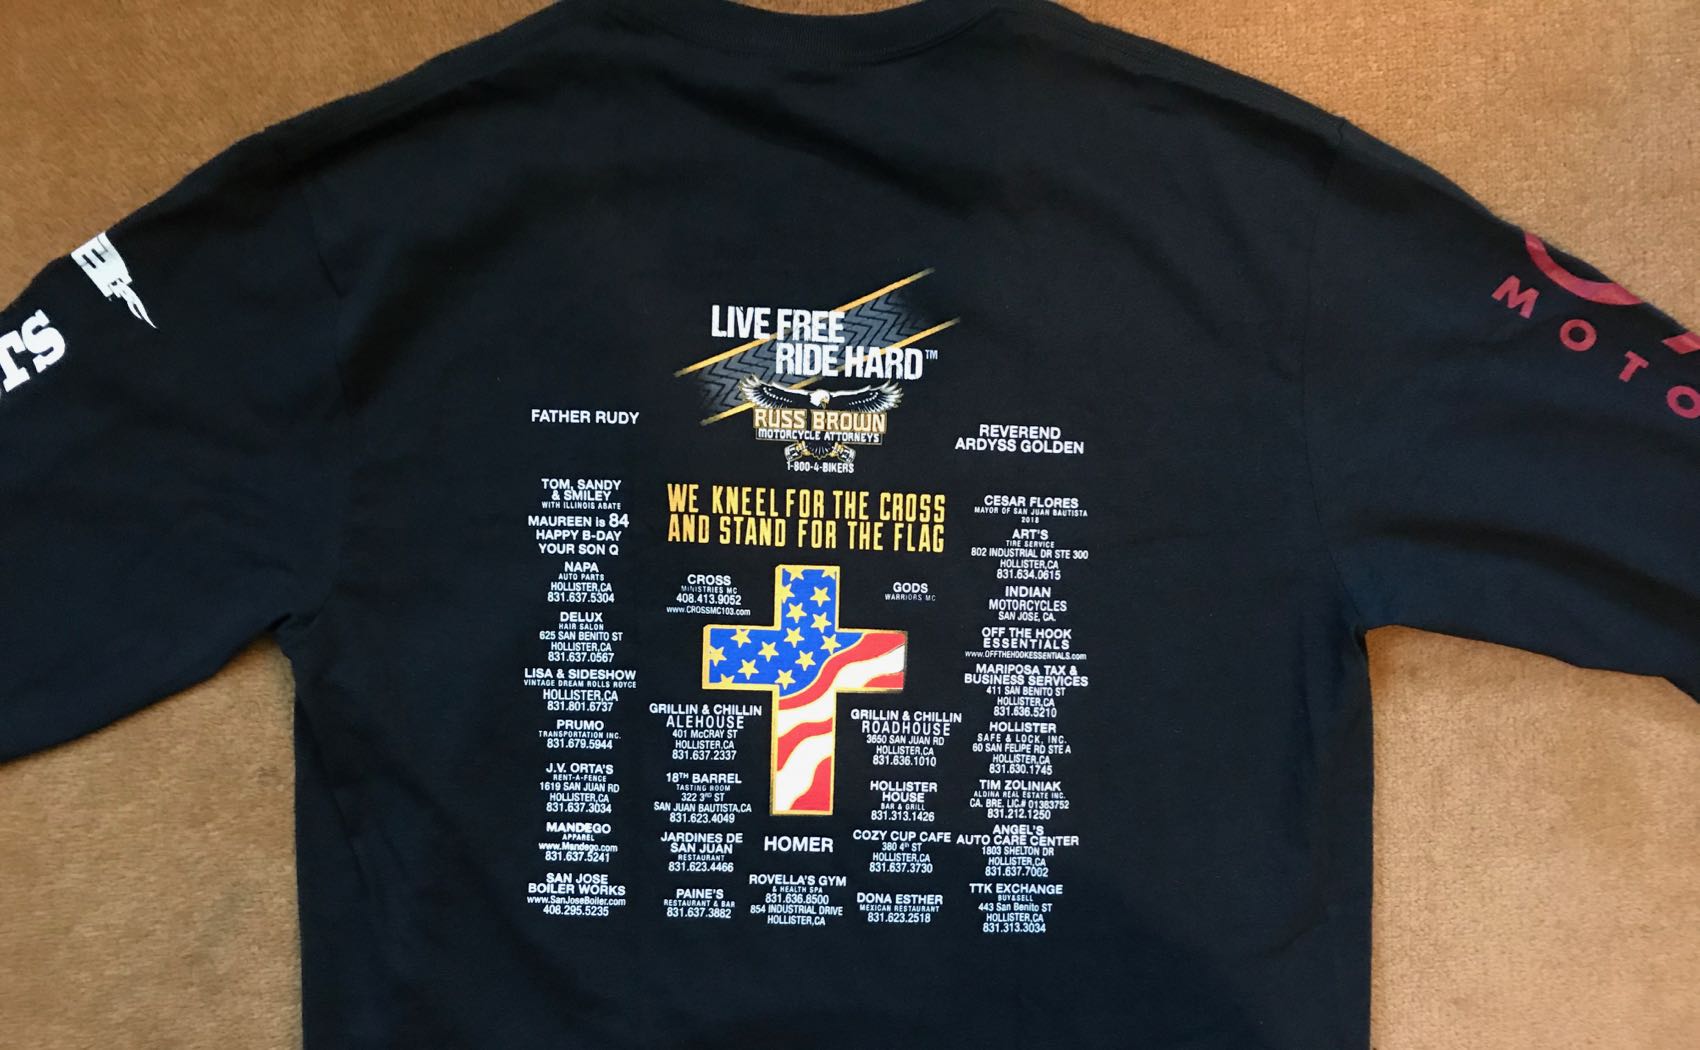 LIVE FREE
RIDE HARD™
RUSS BROWN
MOTORCYCLE ATTORNEYS
1-800-4-BIKERS
FATHER RUDY
REVEREND
ARDYSS GOLDEN
WE KNEEL FOR THE CROSS
AND STAND FOR THE FLAG
TOM, SANDY
& SMILEY
WITH ILLINOIS ABATE
MAUREEN is 84
HAPPY B-DAY
YOUR SON Q
NAPA
AUTO PARTS
HOLLISTER,CA
831.637.5304
DELUX
HAIR SALON
625 SAN BENITO ST
HOLLISTER,CA
831.637.0567
LISA & SIDESHOW
VINTAGE DREAM ROLLS ROYCE
HOLLISTER,CA
831.801.6737
PRUMO
TRANSPORTATION INC.
831.679.5944
J.V. ORTA'S
RENT-A-FENCE
1619 SAN JUAN RD
HOLLISTER,CA
831.637.3034
MANDEGO
APPAREL
www.Mandego.com
831.637.5241
SAN JOSE
BOILER WORKS
www.SanJoseBoiler.com
408.295.5235
CROSS
MINISTRIES MC
408.413.9052
www.CROSSMC103.com
GODS
WARRIORS MC
GRILLIN & CHILLIN
ALEHOUSE
401 McCRAY ST
HOLLISTER,CA
831.637.2337
18TH BARREL
TASTING ROOM
322 3RD ST
SAN JUAN BAUTISTA,CA
831.623.4049
JARDINES DE
SAN JUAN
RESTAURANT
831.623.4466
PAINE'S
RESTAURANT & BAR
831.637.3882
HOMER
ROVELLA'S GYM
& HEALTH SPA
831.636.8500
854 INDUSTRIAL DRIVE
HOLLISTER,CA
GRILLIN & CHILLIN
ROADHOUSE
3650 SAN JUAN RD
HOLLISTER,CA
831.636.1010
HOLLISTER
HOUSE
BAR & GRILL
831.313.1426
COZY CUP CAFE
380 4th ST
HOLLISTER,CA
831.637.3730
DONA ESTHER
MEXICAN RESTAURANT
831.623.2518
CESAR FLORES
MAYOR OF SAN JUAN BAUTISTA
2018
ART'S
TIRE SERVICE
802 INDUSTRIAL DR STE 300
HOLLISTER,CA
831.634.0615
INDIAN
MOTORCYCLES
SAN JOSE, CA.
OFF THE HOOK
ESSENTIALS
www.OFFTHEHOOKESSENTIALS.com
MARIPOSA TAX &
BUSINESS SERVICES
411 SAN BENITO ST
HOLLISTER,CA
831.636.5210
HOLLISTER
SAFE & LOCK, INC.
60 SAN FELIPE RD STE A
HOLLISTER,CA
831.630.1745
TIM ZOLINIAK
ALDINA REAL ESTATE INC.
CA. BRE. LIC.# 01383752
831.212.1250
ANGEL'S
AUTO CARE CENTER
1803 SHELTON DR
HOLLISTER,CA
831.637.7002
TTK EXCHANGE
BUY&SELL
443 San Benito ST
HOLLISTER,CA
831.313.3034
MOTO